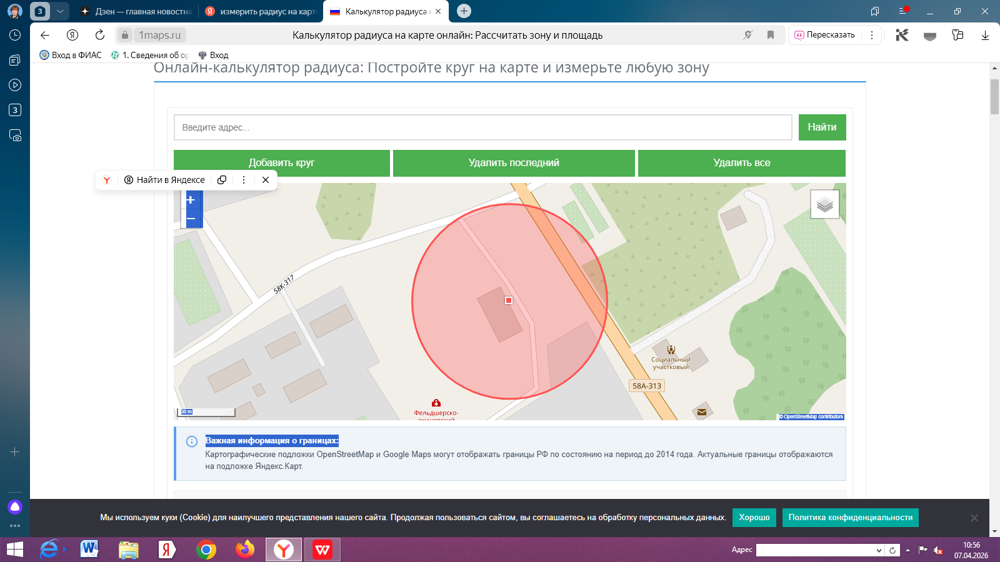 3
Дзен — главная новостна
измерить радиус на карт
Калькулятор радиуса н
1maps.ru
Калькулятор радиуса на карте онлайн: Рассчитать зону и площадь
Пересказать
Вход в ФИАС
1. Сведения об ор
Вход
3
Онлайн-калькулятор радиуса: Постройте круг на карте и измерьте любую зону
Введите адрес...
Найти
Добавить круг
Удалить последний
Удалить все
Найти в Яндексе
+
−
58К-317
Социальный
участковый
58А-313
Фельдшерско-
акушерский
50 m
© OpenStreetMap contributors
Важная информация о границах:
Картографические подложки OpenStreetMap и Google Maps могут отображать границы РФ по состоянию на период до 2014 года. Актуальные границы отображаются
на подложке Яндекс.Карт.
Мы используем куки (Cookie) для наилучшего представления нашего сайта. Продолжая пользоваться сайтом, вы соглашаетесь на обработку персональных данных.
Хорошо
Политика конфиденциальности
Адрес
10:56
07.04.2026